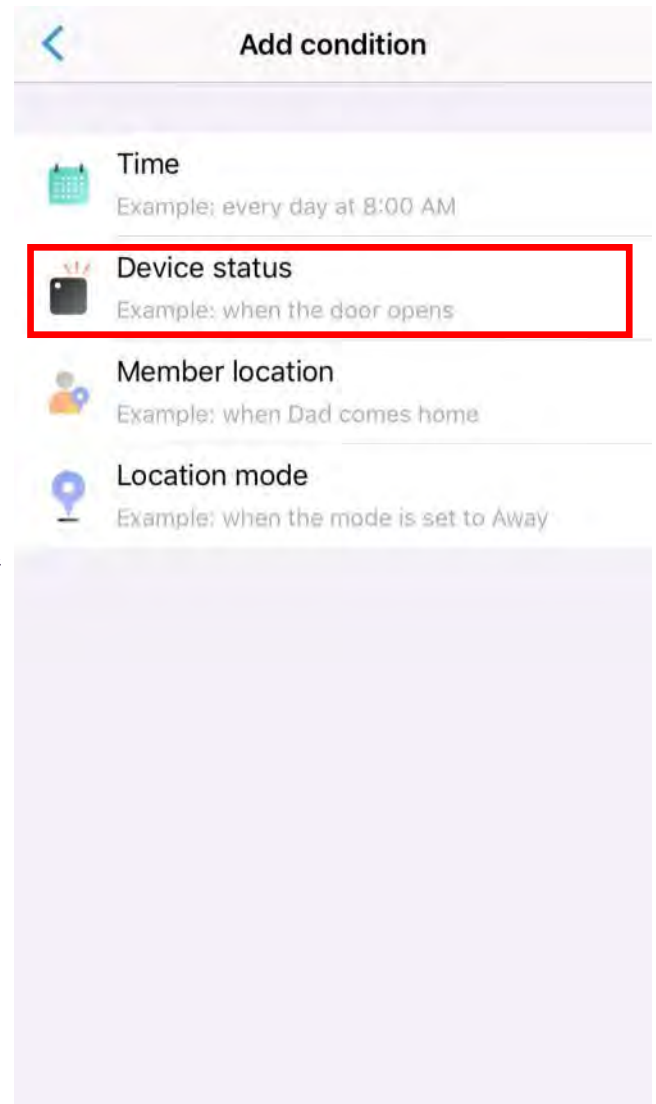 Add condition
Time
Example: every day at 8:00 AM
Device status
Example: when the door opens
Member location
Example: when Dad comes home
Location mode
Example: when the mode is set to Away